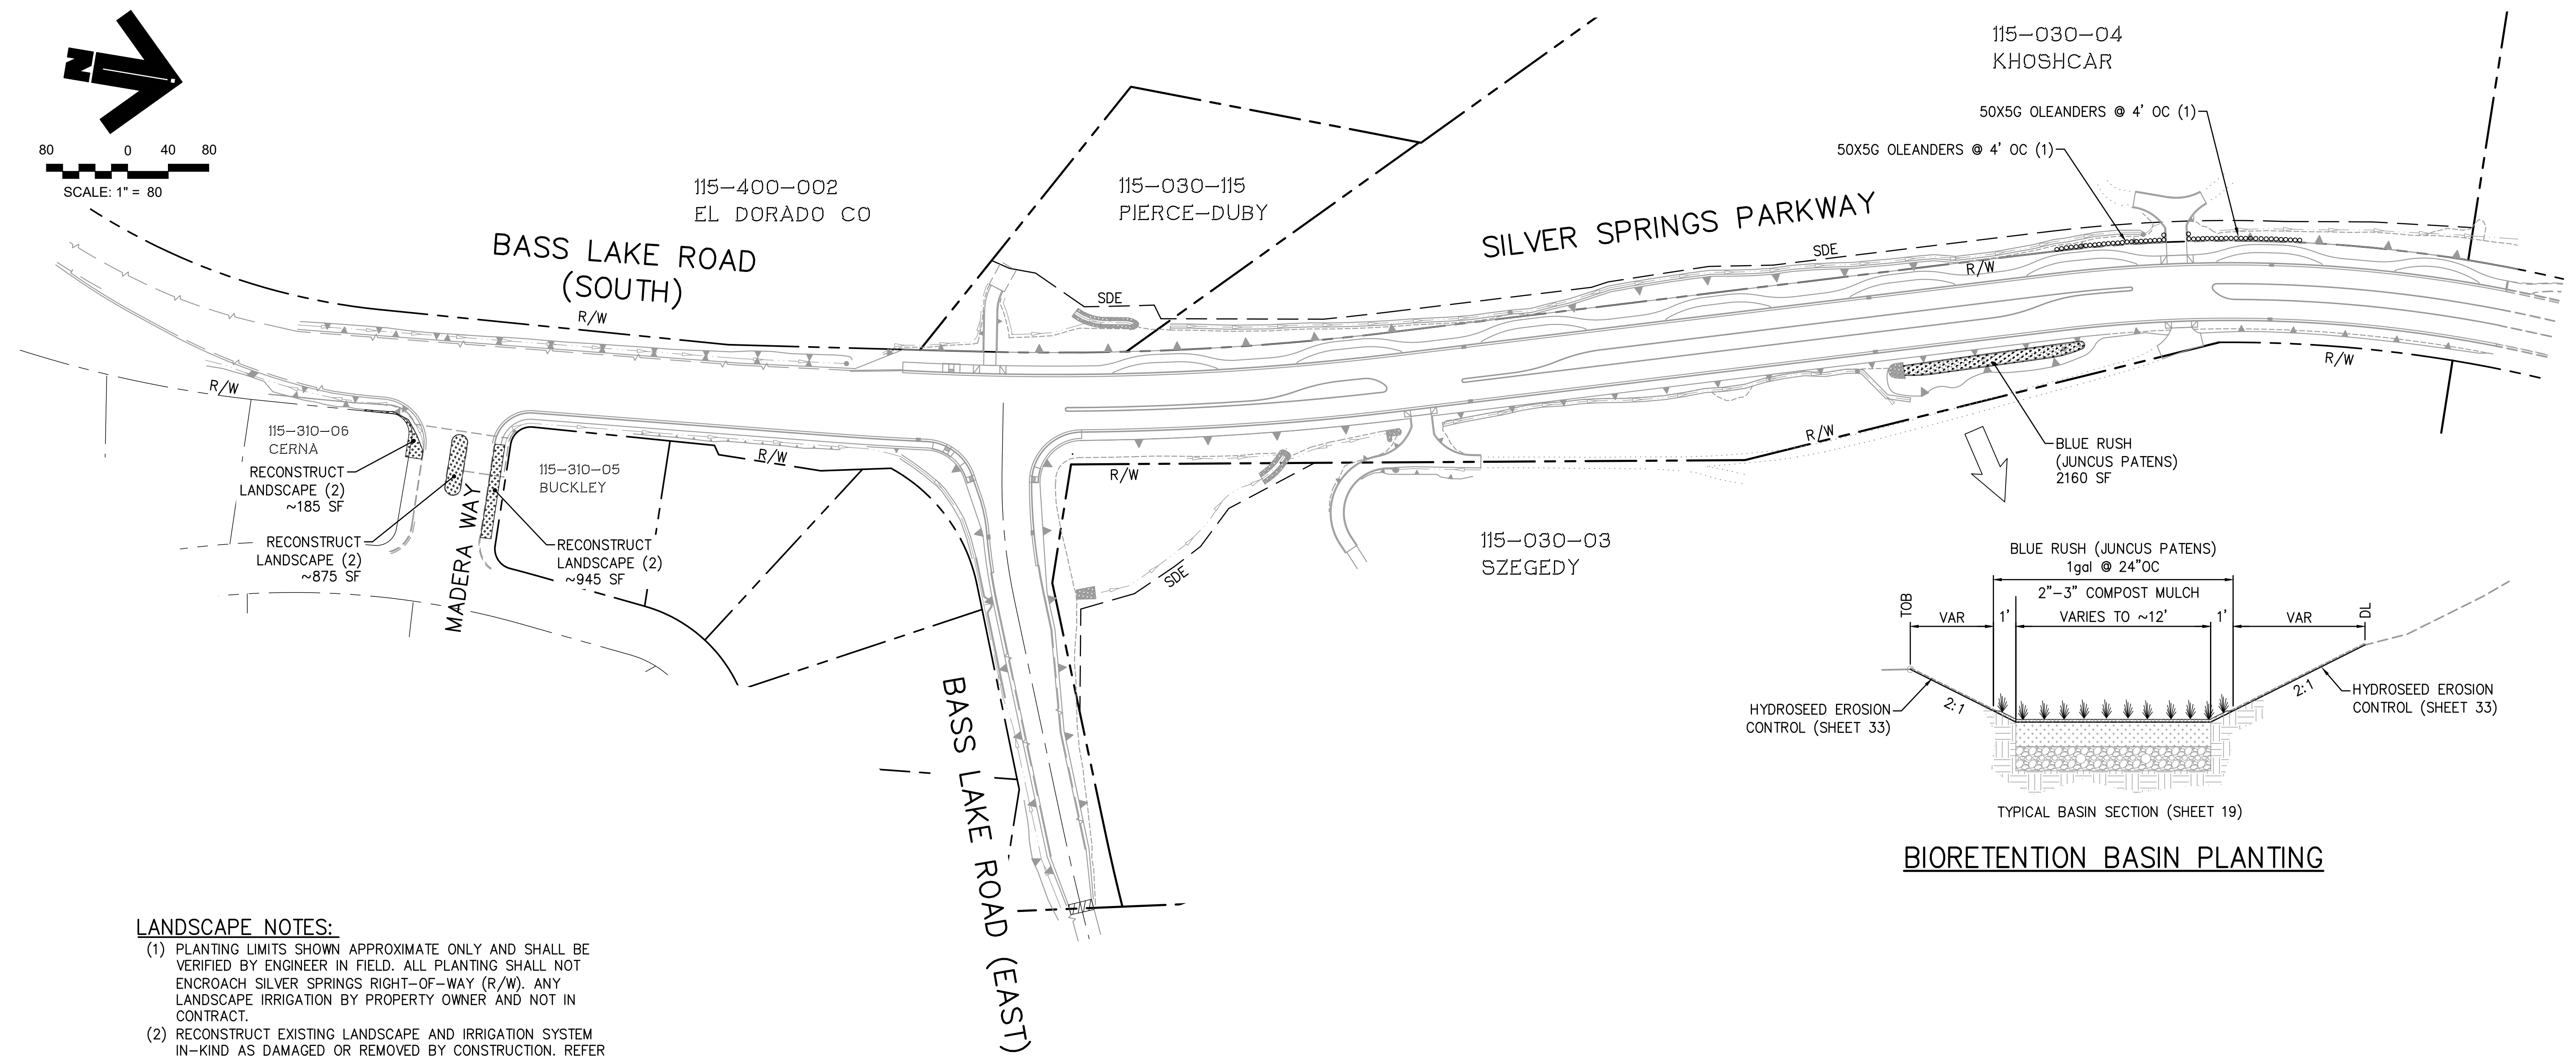 N
80 0 40 80
SCALE: 1" = 80
115-400-002
EL DORADO CO
BASS LAKE ROAD
(SOUTH)
R/W
115-030-115
PIERCE-DUBY
SDE
SILVER SPRINGS PARKWAY
SDE
R/W
115-030-04
KHOSHCAR
50X5G OLEANDERS @ 4' OC (1)
50X5G OLEANDERS @ 4' OC (1)
R/W
R/W
R/W
115-310-06
CERNA
RECONSTRUCT
LANDSCAPE (2)
~185 SF
RECONSTRUCT
LANDSCAPE (2)
~875 SF
MADERA WAY
115-310-05
BUCKLEY
RECONSTRUCT
LANDSCAPE (2)
~945 SF
R/W
R/W
SDE
115-030-03
SZEGEDY
BASS LAKE ROAD (EAST)
BLUE RUSH
(JUNCUS PATENS)
2160 SF
BLUE RUSH (JUNCUS PATENS)
1gal @ 24"OC
2"-3" COMPOST MULCH
TOB
VAR
1'
VARIES TO ~12'
1'
VAR
DL
HYDROSEED EROSION
CONTROL (SHEET 33)
2:1
2:1
HYDROSEED EROSION
CONTROL (SHEET 33)
TYPICAL BASIN SECTION (SHEET 19)
BIORETENTION BASIN PLANTING
LANDSCAPE NOTES:
(1) PLANTING LIMITS SHOWN APPROXIMATE ONLY AND SHALL BE
VERIFIED BY ENGINEER IN FIELD. ALL PLANTING SHALL NOT
ENCROACH SILVER SPRINGS RIGHT-OF-WAY (R/W). ANY
LANDSCAPE IRRIGATION BY PROPERTY OWNER AND NOT IN
CONTRACT.
(2) RECONSTRUCT EXISTING LANDSCAPE AND IRRIGATION SYSTEM
IN-KIND AS DAMAGED OR REMOVED BY CONSTRUCTION. REFER